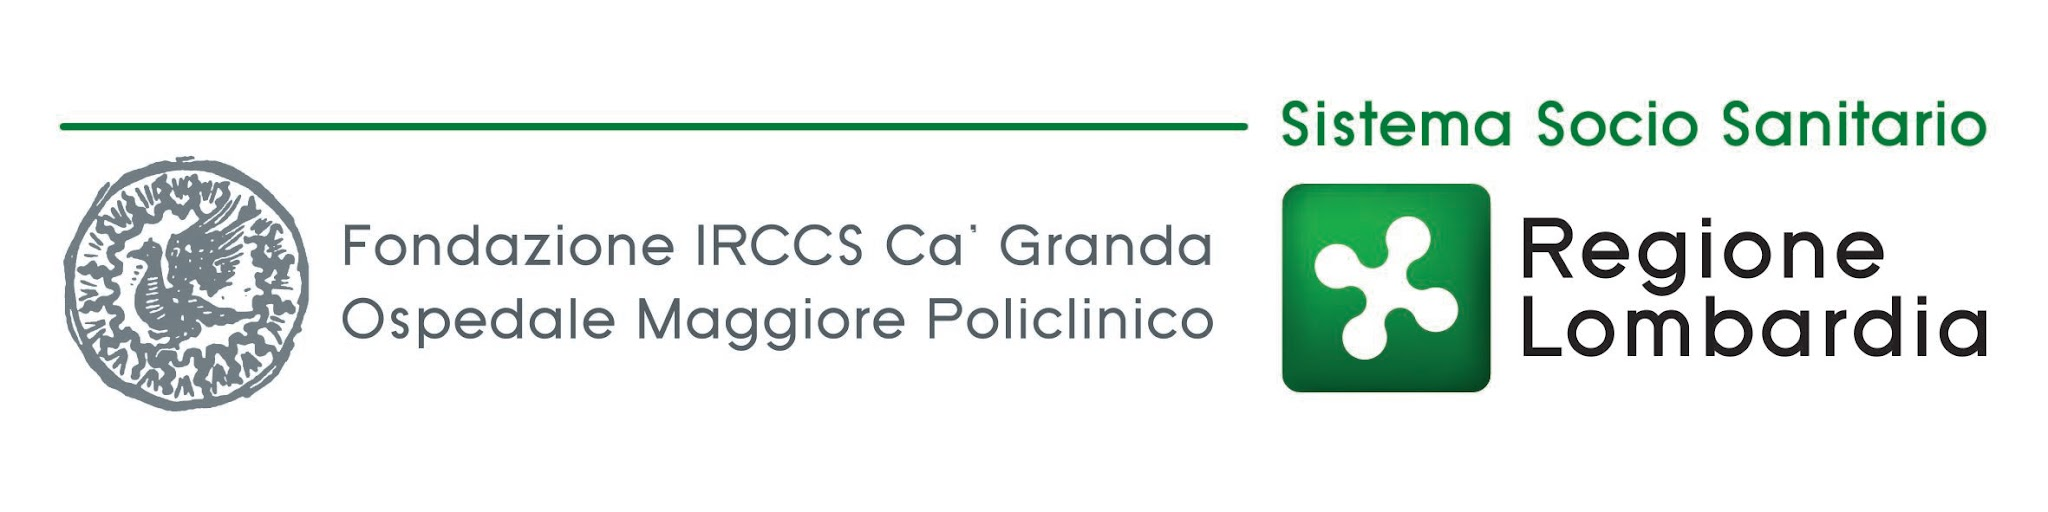 Sistema Socio Sanitario
Fondazione IRCCS Ca' Granda
Ospedale Maggiore Policlinico
Regione
Lombardia